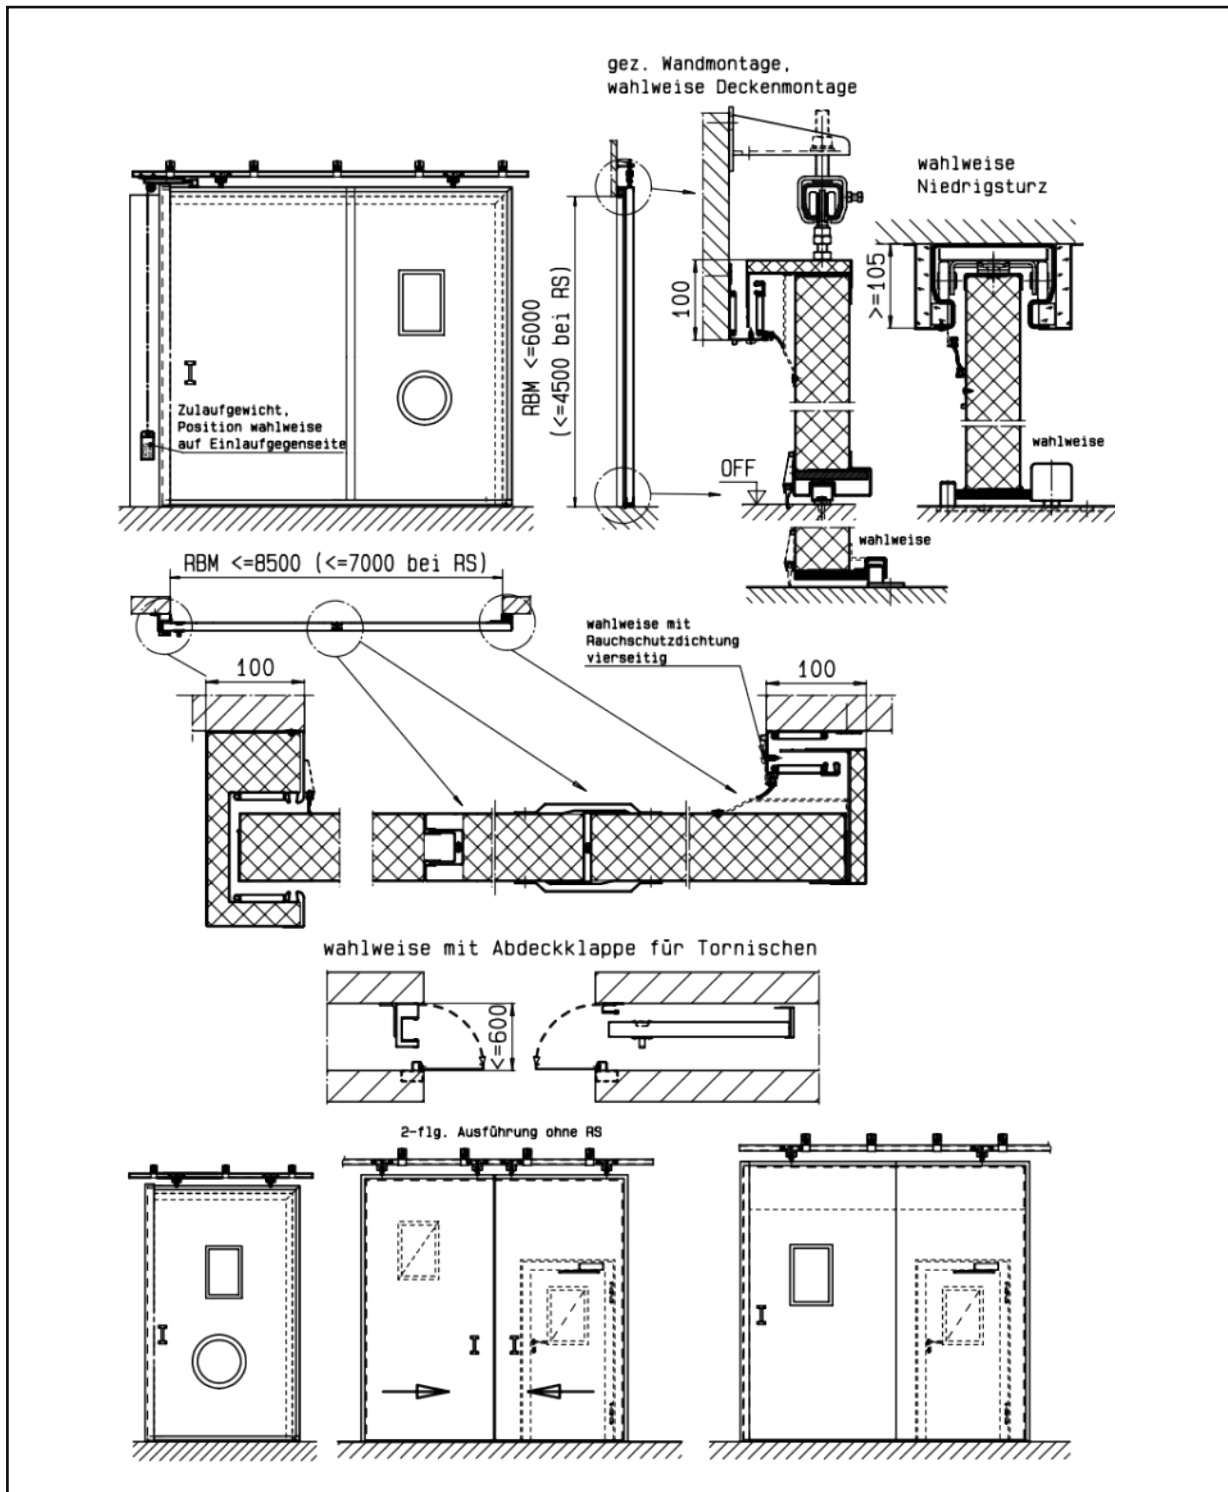 gez. Wandmontage,
wahlweise Deckenmontage
wahlweise
Niedrigsturz
100
>=105
RBM <=6000
(<=4500 bei RS)
Zulaufgewicht,
Position wahlweise
auf Einlaufgegenseite
OFF
wahlweise
wahlweise
RBM <=8500 (<=7000 bei RS)
wahlweise mit
Rauchschutzdichtung
vierseitig
100
100
wahlweise mit Abdeckklappe für Tornischen
<=600
2-flg. Ausführung ohne RS